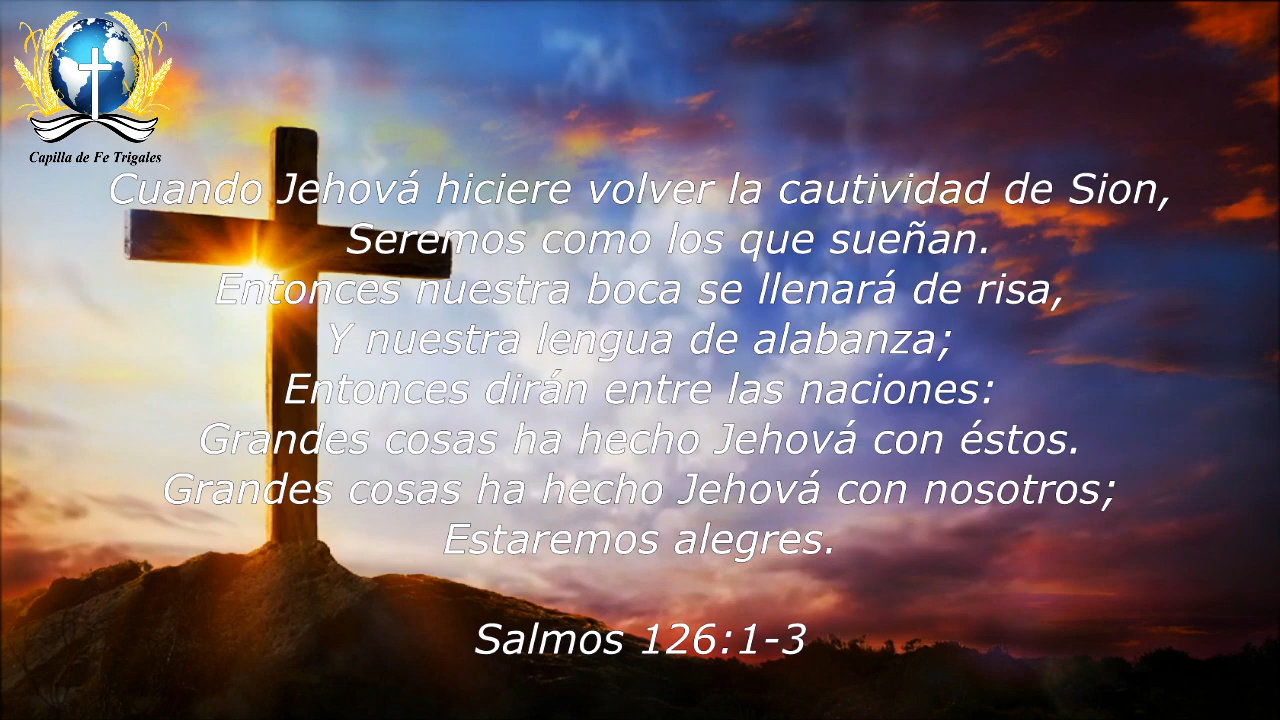 Capilla de Fe Trigales
Cuando Jehová hiciere volver la cautividad de Sion,
Seremos como los que sueñan.
Entonces nuestra boca se llenará de risa,
Y nuestra lengua de alabanza;
Entonces dirán entre las naciones:
Grandes cosas ha hecho Jehová con éstos.
Grandes cosas ha hecho Jehová con nosotros;
Estaremos alegres.
Salmos 126:1-3